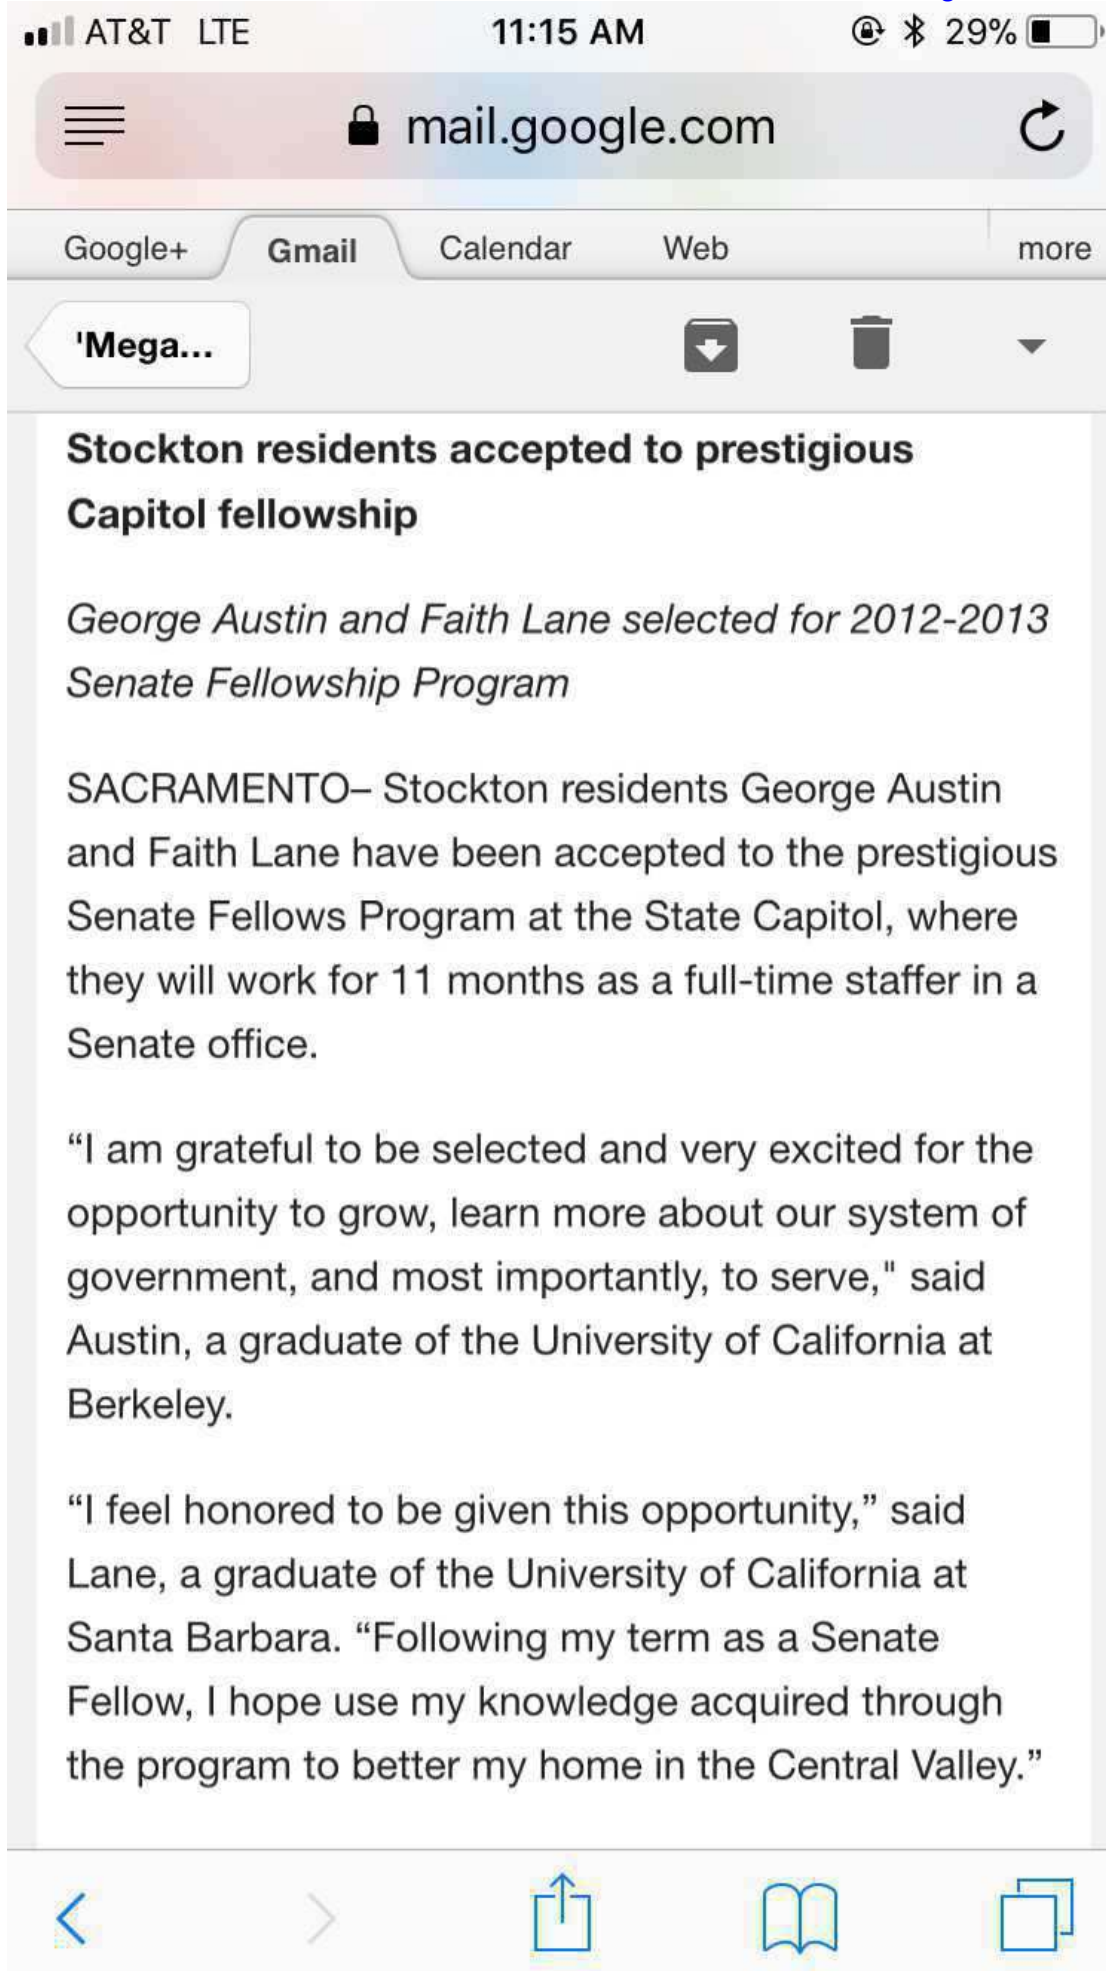 AT&T LTE 11:15 AM 29%
mail.google.com
Google+ Gmail Calendar Web more
'Mega...
Stockton residents accepted to prestigious
Capitol fellowship
George Austin and Faith Lane selected for 2012-2013
Senate Fellowship Program
SACRAMENTO– Stockton residents George Austin
and Faith Lane have been accepted to the prestigious
Senate Fellows Program at the State Capitol, where
they will work for 11 months as a full-time staffer in a
Senate office.
“I am grateful to be selected and very excited for the
opportunity to grow, learn more about our system of
government, and most importantly, to serve," said
Austin, a graduate of the University of California at
Berkeley.
“I feel honored to be given this opportunity,” said
Lane, a graduate of the University of California at
Santa Barbara. “Following my term as a Senate
Fellow, I hope use my knowledge acquired through
the program to better my home in the Central Valley.”